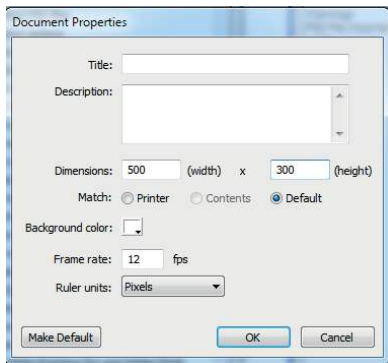 Document Properties
Title:
Description:
Dimensions: 500 (width) x 300 (height)
Match: Printer Contents Default
Background color:
Frame rate: 12 fps
Ruler units: Pixels
Make Default OK Cancel